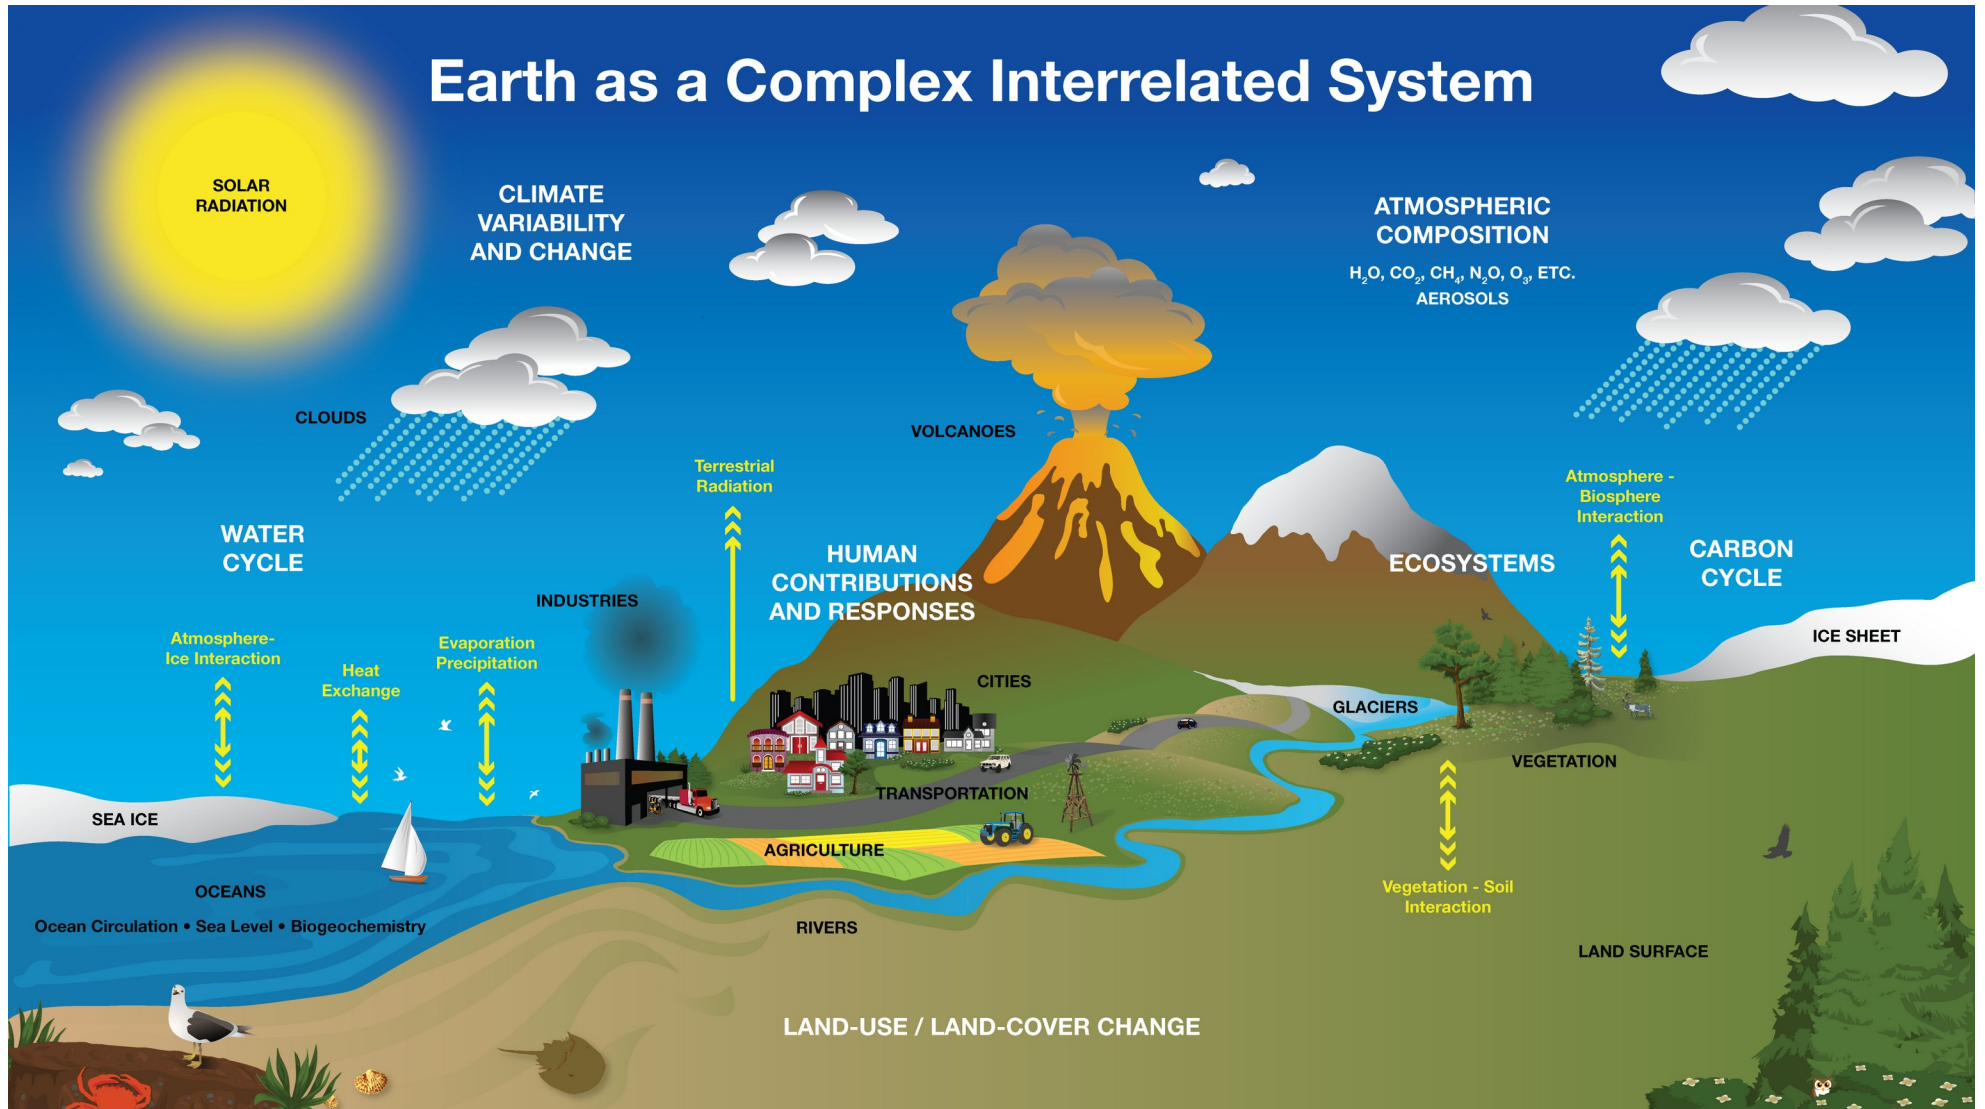 Earth as a Complex Interrelated System
SOLAR
RADIATION
CLIMATE
VARIABILITY
AND CHANGE
ATMOSPHERIC
COMPOSITION
H₂O, CO₂, CH₄, N₂O, O₃, ETC.
AEROSOLS
CLOUDS
VOLCANOES
Terrestrial
Radiation
Atmosphere -
Biosphere
Interaction
WATER
CYCLE
HUMAN
CONTRIBUTIONS
AND RESPONSES
ECOSYSTEMS
CARBON
CYCLE
INDUSTRIES
Atmosphere-
Ice Interaction
Heat
Exchange
Evaporation
Precipitation
ICE SHEET
CITIES
GLACIERS
VEGETATION
TRANSPORTATION
SEA ICE
AGRICULTURE
OCEANS
Ocean Circulation • Sea Level • Biogeochemistry
RIVERS
Vegetation - Soil
Interaction
LAND SURFACE
LAND-USE / LAND-COVER CHANGE